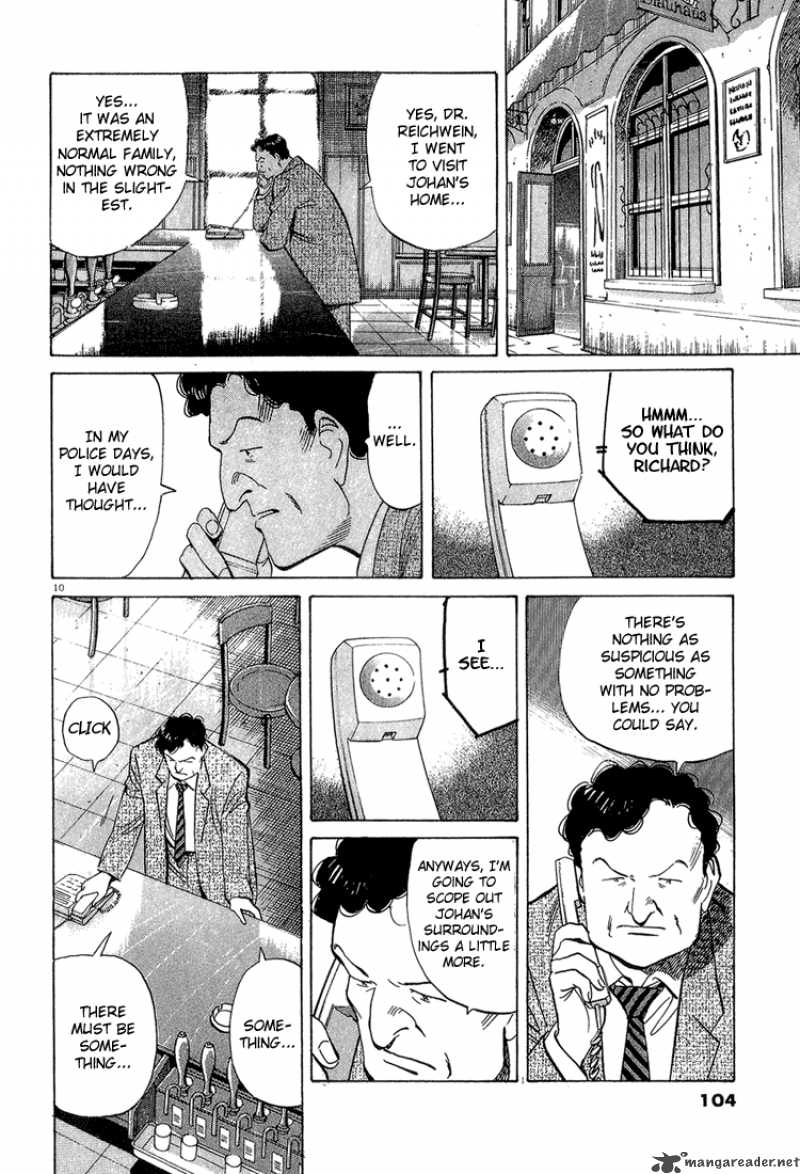 Blauhaus
YES, DR.
REICHWEIN,
I WENT
TO VISIT
JOHAN'S
HOME...
YES...
IT WAS AN
EXTREMELY
NORMAL FAMILY,
NOTHING WRONG
IN THE SLIGHT-
EST.
HMMM...
SO WHAT DO
YOU THINK,
RICHARD?
...
WELL.
IN MY
POLICE DAYS,
I WOULD
HAVE
THOUGHT...
10
THERE'S
NOTHING AS
SUSPICIOUS AS
SOMETHING
WITH NO PROB-
LEMS... YOU
COULD SAY.
I
SEE...
ANYWAYS, I'M
GOING TO
SCOPE OUT
JOHAN'S
SURROUND-
INGS A LITTLE
MORE.
CLICK
SOME-
THING...
THERE
MUST BE
SOME-
THING...
104
mangareader.net